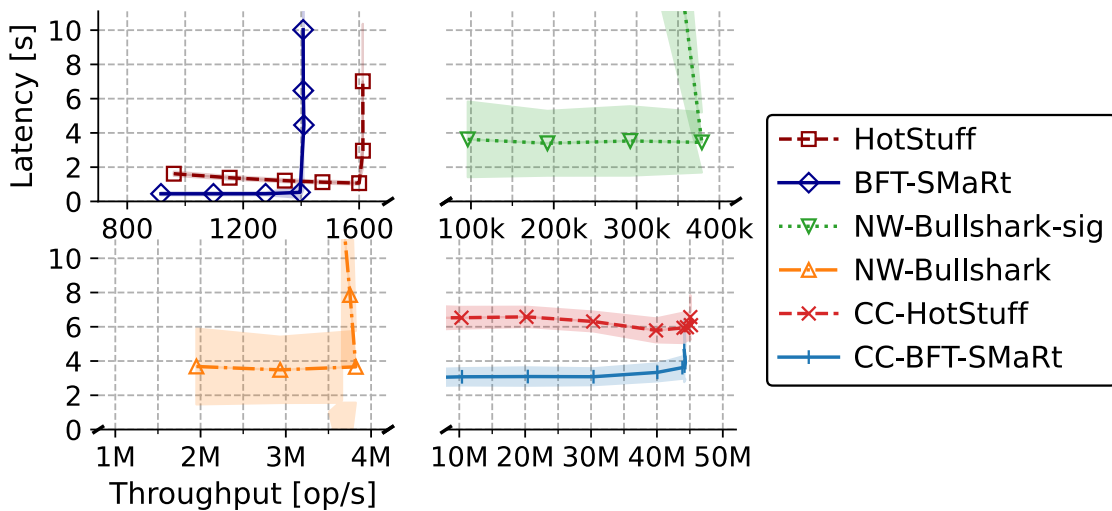 Latency [s]
10
8
6
4
2
0
800 1200 1600
100k 200k 300k 400k
HotStuff
BFT-SMaRt
NW-Bullshark-sig
NW-Bullshark
CC-HotStuff
CC-BFT-SMaRt
10
8
6
4
2
0
1M 2M 3M 4M
10M 20M 30M 40M 50M
Throughput [op/s]